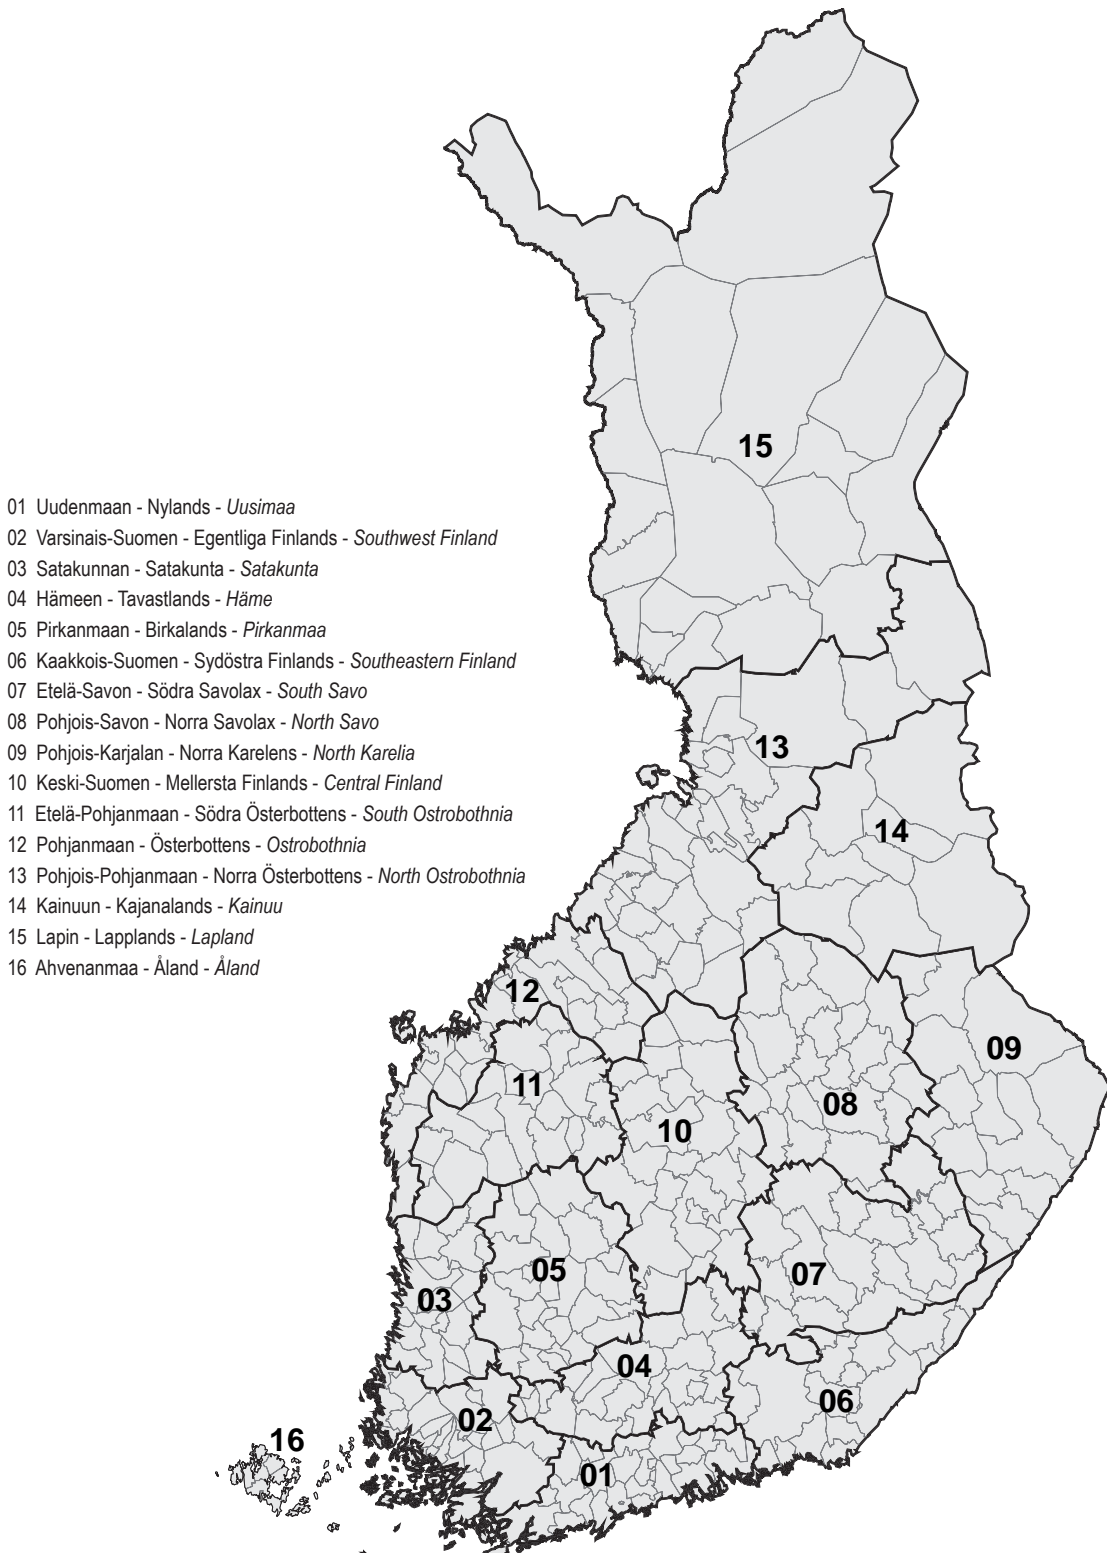 01 Uudenmaan - Nylands - Uusimaa
02 Varsinais-Suomen - Egentliga Finlands - Southwest Finland
03 Satakunnan - Satakunta - Satakunta
04 Hämeen - Tavastlands - Häme
05 Pirkanmaan - Birkalands - Pirkanmaa
06 Kaakkois-Suomen - Sydöstra Finlands - Southeastern Finland
07 Etelä-Savon - Södra Savolax - South Savo
08 Pohjois-Savon - Norra Savolax - North Savo
09 Pohjois-Karjalan - Norra Karelens - North Karelia
10 Keski-Suomen - Mellersta Finlands - Central Finland
11 Etelä-Pohjanmaan - Södra Österbottens - South Ostrobothnia
12 Pohjanmaan - Österbottens - Ostrobothnia
13 Pohjois-Pohjanmaan - Norra Österbottens - North Ostrobothnia
14 Kainuun - Kajanalands - Kainuu
15 Lapin - Lapplands - Lapland
16 Ahvenanmaa - Åland - Åland
15
13
14
12
09
11
08
10
05
07
03
04
06
02
16
01